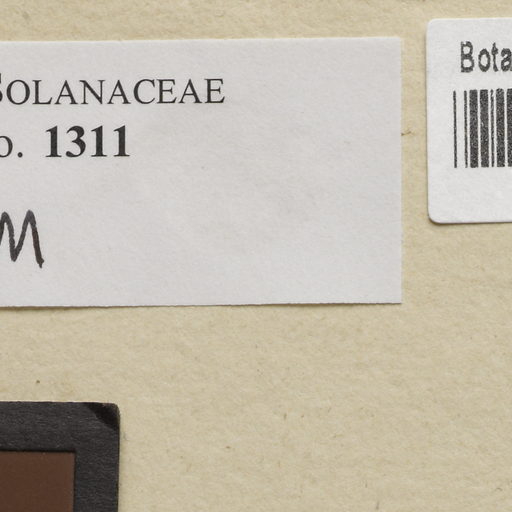 SOLANACEAE
o. 1311
M
Bota